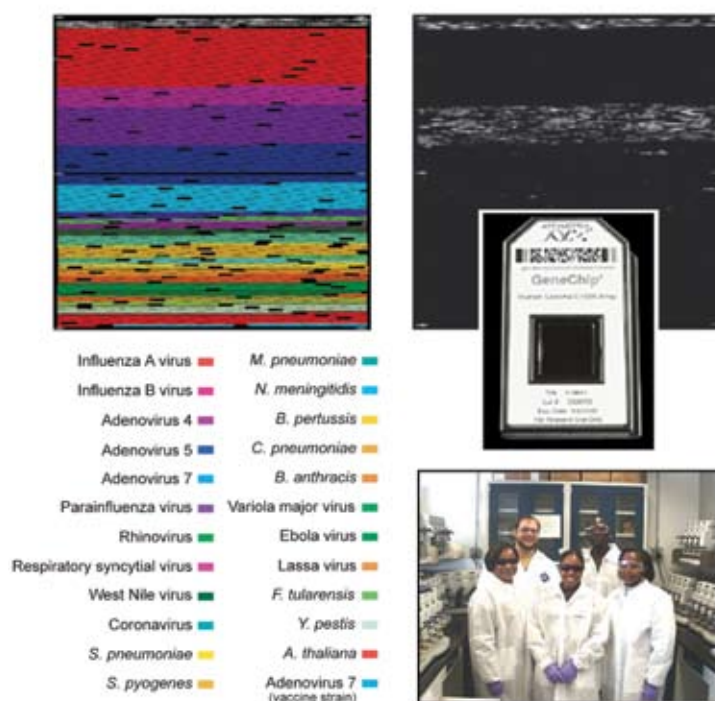 GeneChip®
Influenza A virus
Influenza B virus
Adenovirus 4
Adenovirus 5
Adenovirus 7
Parainfluenza virus
Rhinovirus
Respiratory syncytial virus
West Nile virus
Coronavirus
S. pneumoniae
S. pyogenes
M. pneumoniae
N. meningitidis
B. pertussis
C. pneumoniae
B. anthracis
Variola major virus
Ebola virus
Lassa virus
F. tularensis
Y. pestis
A. thaliana
Adenovirus 7
(vaccine strain)